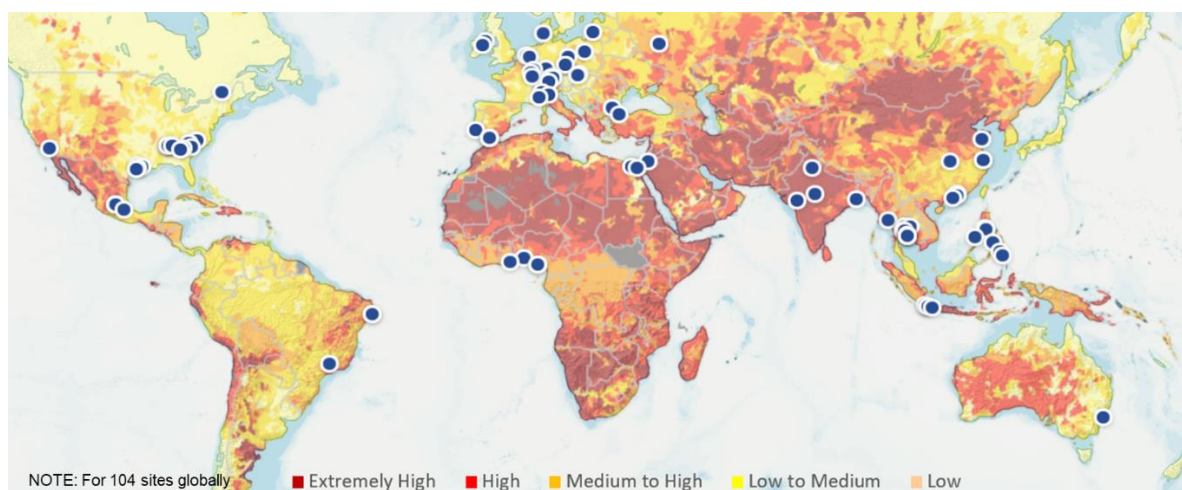 NOTE: For 104 sites globally
Extremely High
High
Medium to High
Low to Medium
Low